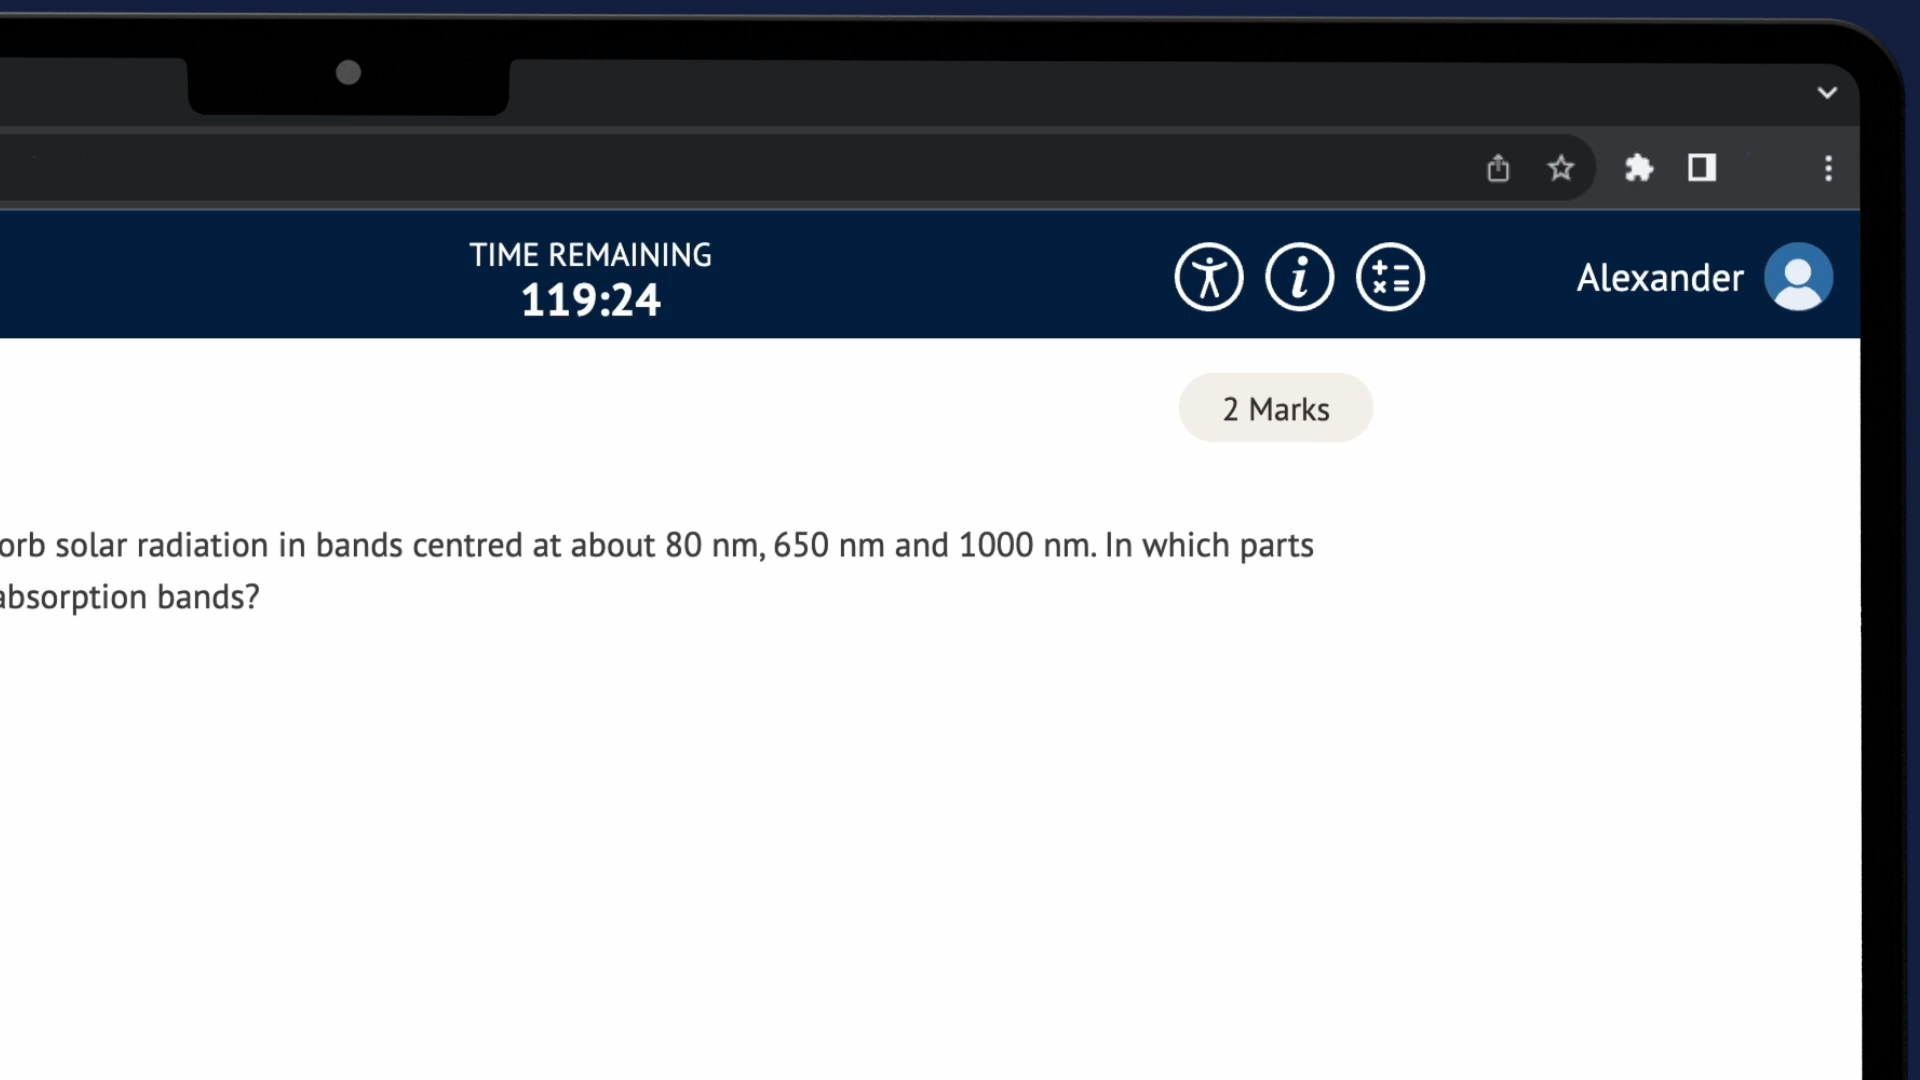 TIME REMAINING
119:24
Alexander
2 Marks
solar radiation in bands centred at about 80 nm, 650 nm and 1000 nm. In which parts
absorption bands?